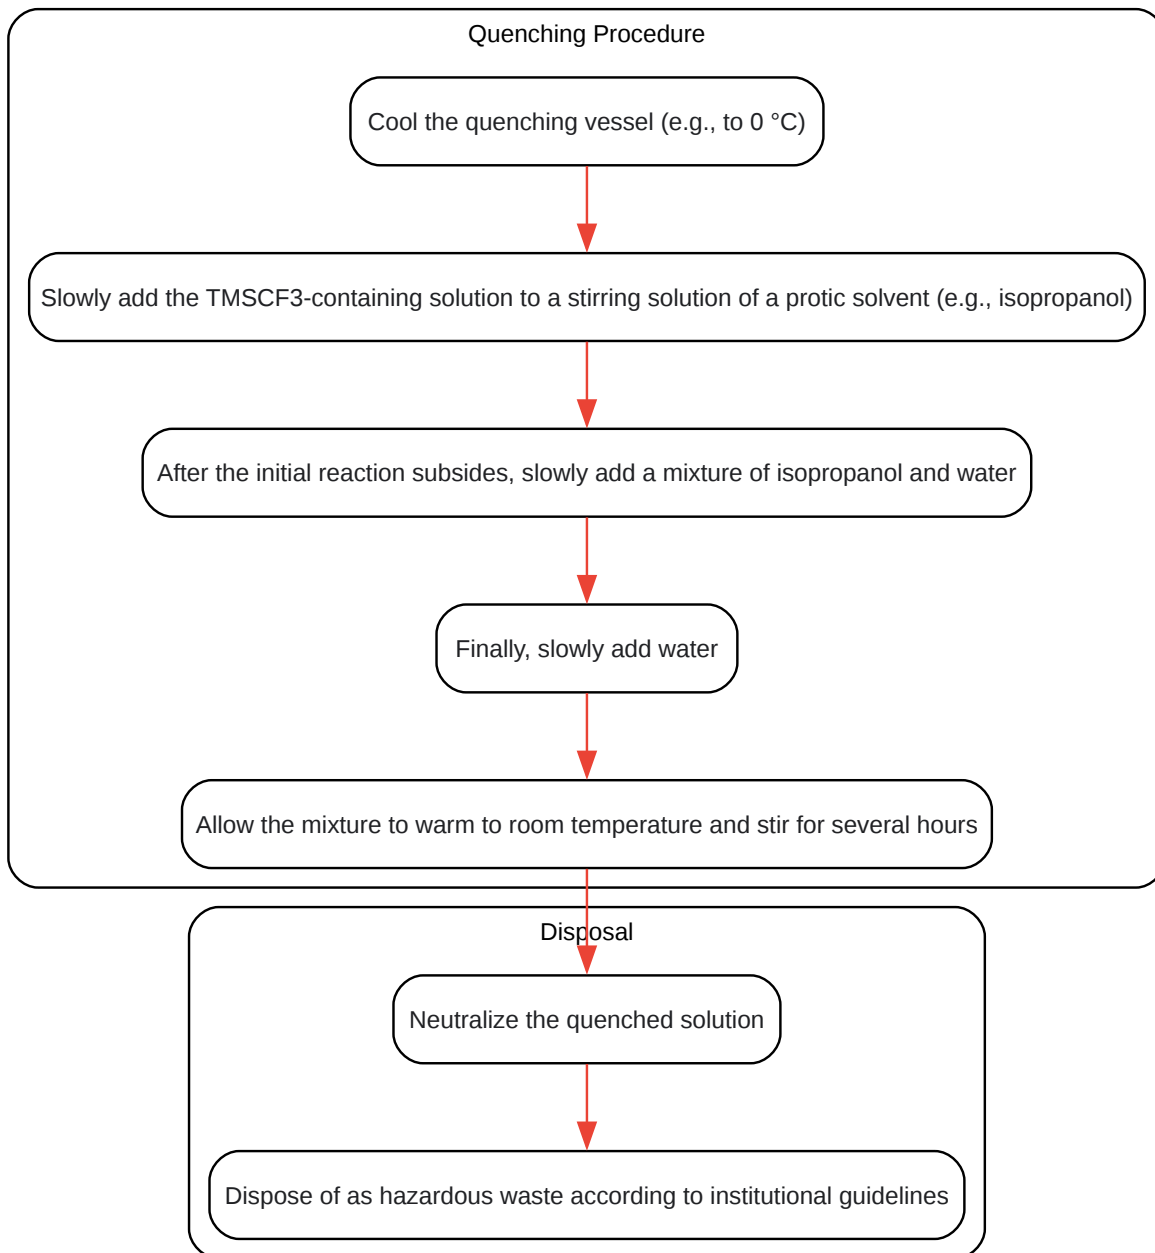 Quenching Procedure
Cool the quenching vessel (e.g., to 0 °C)
Slowly add the TMSCF3-containing solution to a stirring solution of a protic solvent (e.g., isopropanol)
After the initial reaction subsides, slowly add a mixture of isopropanol and water
Finally, slowly add water
Allow the mixture to warm to room temperature and stir for several hours
Disposal
Neutralize the quenched solution
Dispose of as hazardous waste according to institutional guidelines